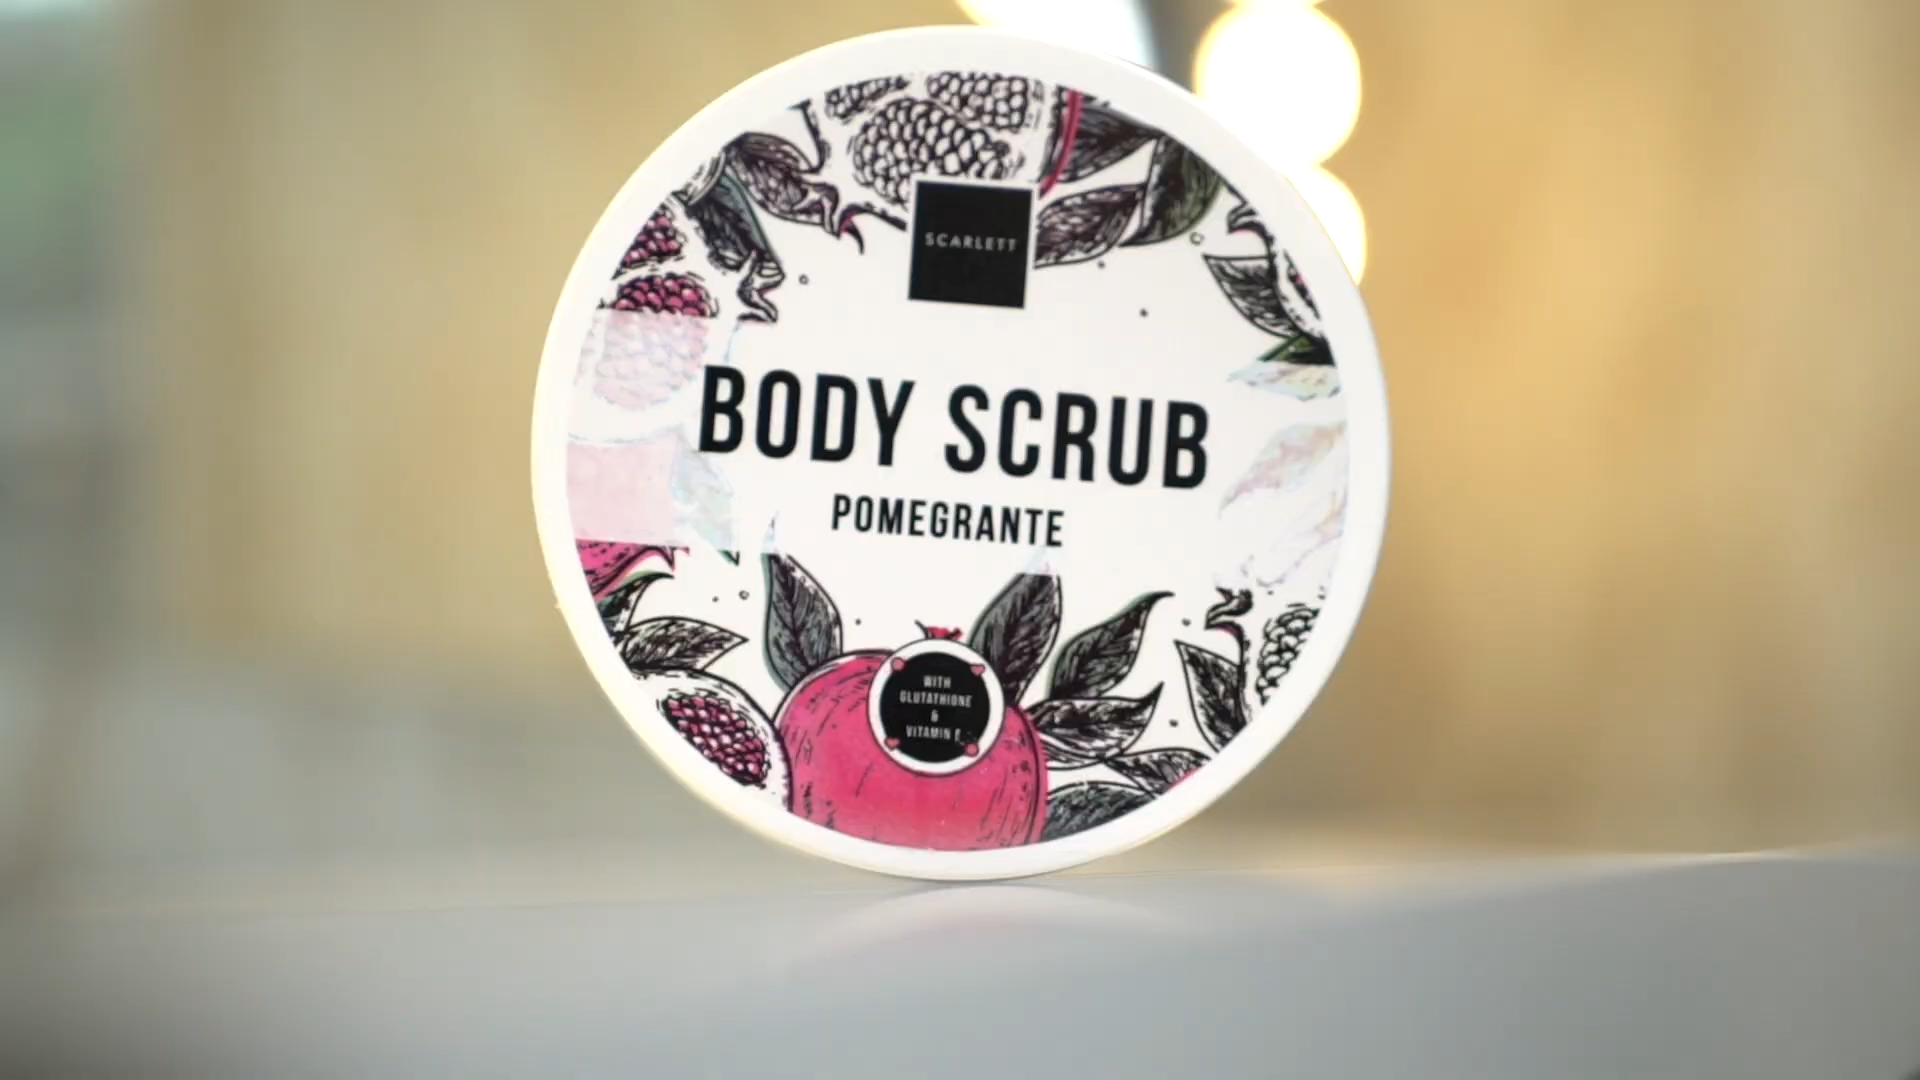 SCARLETT
BODY SCRUB
POMEGRANTE
WITH
GLUTATHIONE
&
VITAMIN E